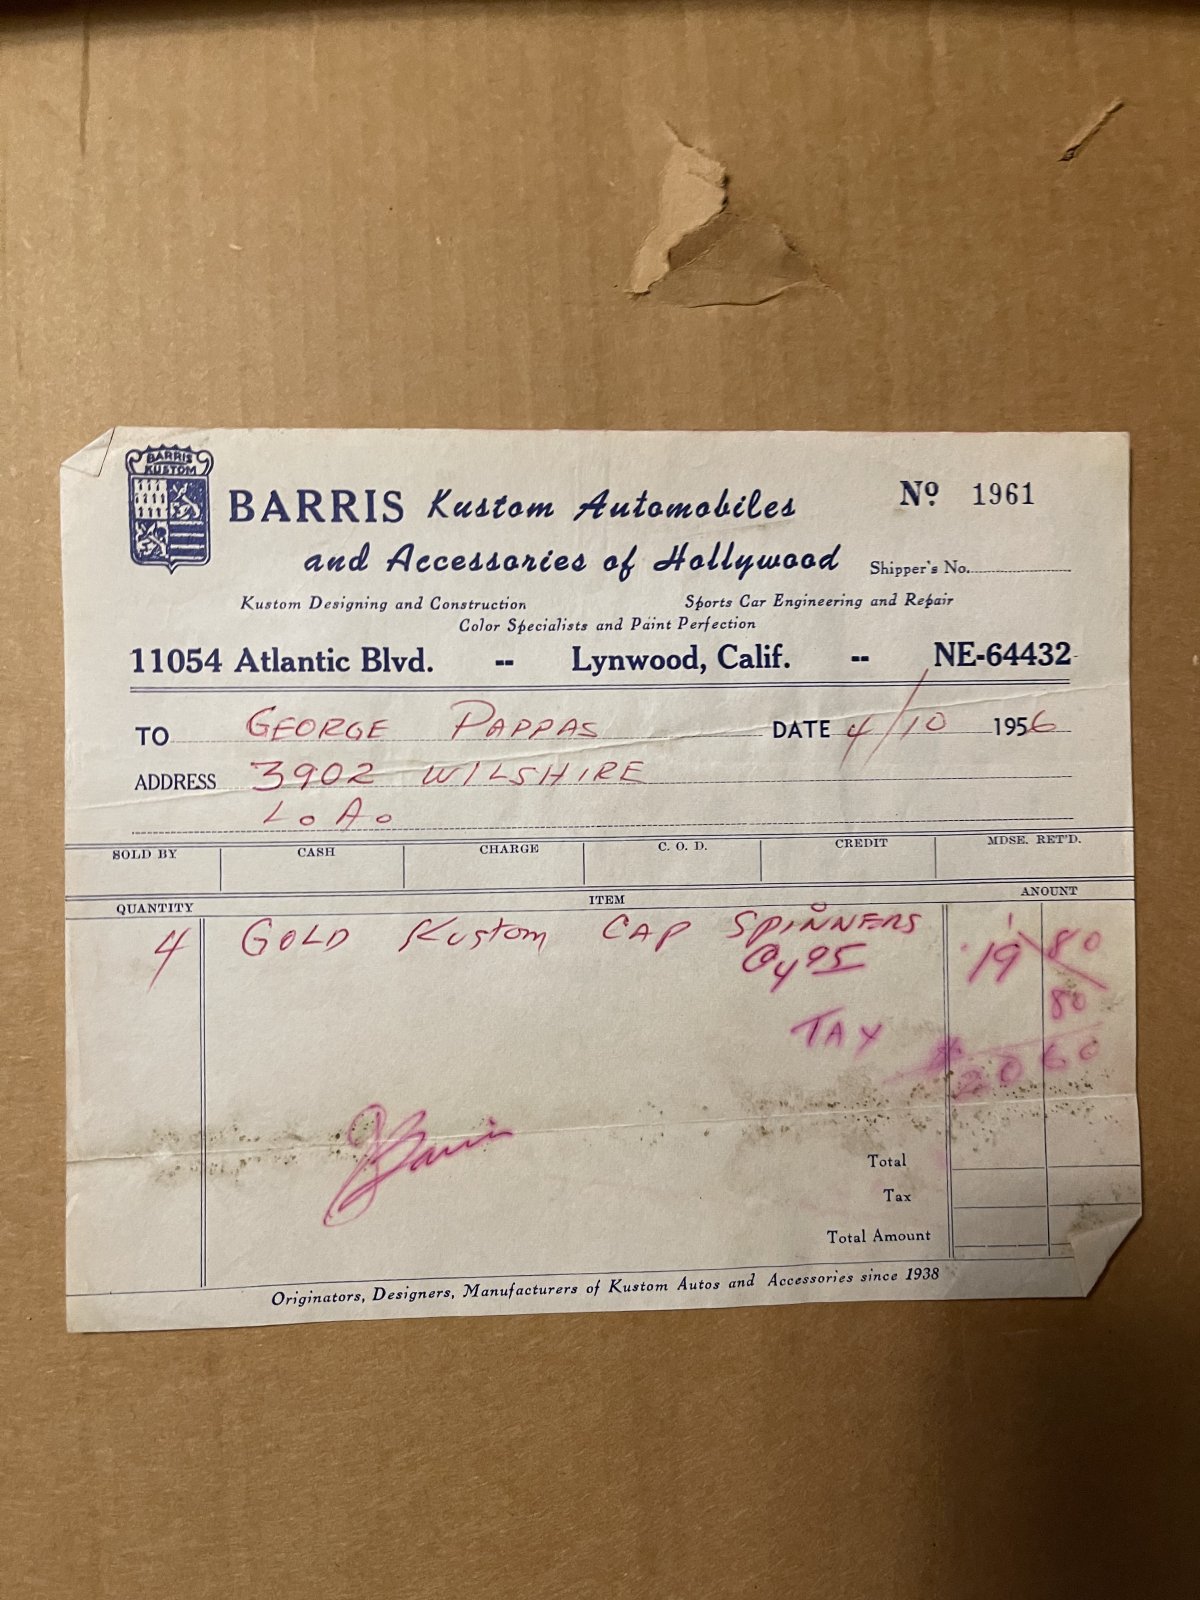 BARRIS
KUSTOM
BARRIS Kustom Automobiles
and Accessories of Hollywood
Nº 1961
Shipper's No.
Kustom Designing and Construction Sports Car Engineering and Repair
Color Specialists and Paint Perfection
11054 Atlantic Blvd. -- Lynwood, Calif. -- NE-64432
TO GEORGE PAPPAS DATE 4/10 1956
ADDRESS 3902 WILSHIRE
L.A.
SOLD BY CASH CHARGE C. O. D. CREDIT MDSE. RET'D.
QUANTITY ITEM ANOUNT
4 GOLD KUSTOM CAP SPINNERS 19 80
@ 4 95
TAX 80
$ 20 60
Barris
Total
Tax
Total Amount
Originators, Designers, Manufacturers of Kustom Autos and Accessories since 1938